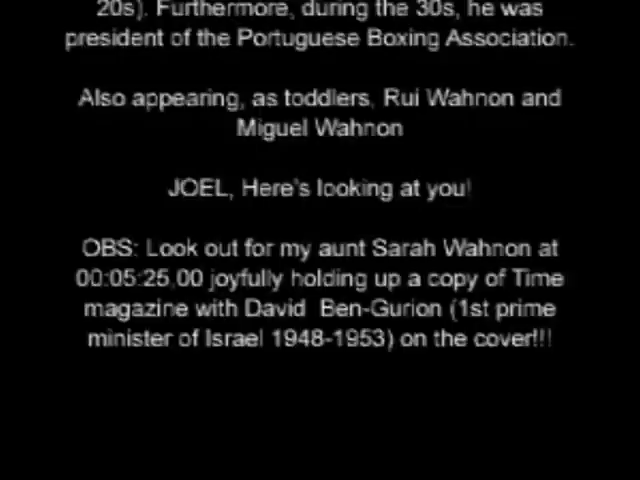 20s). Furthermore, during the 30s, he was
president of the Portuguese Boxing Association.
Also appearing, as toddlers, Rui Wahnon and
Miguel Wahnon
JOEL, Here's looking at you!
OBS: Look out for my aunt Sarah Wahnon at
00:05:25,00 joyfully holding up a copy of Time
magazine with David Ben-Gurion (1st prime
minister of Israel 1948-1953) on the cover!!!